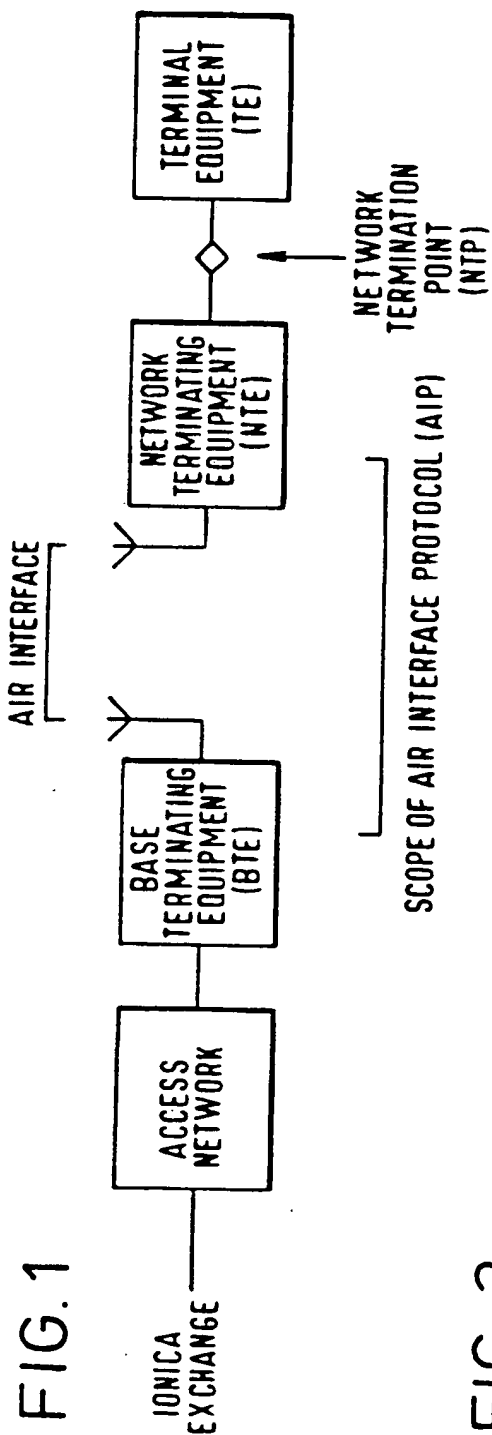 FIG. 1
AIR INTERFACE
IONICA
EXCHANGE
ACCESS
NETWORK
BASE
TERMINATING
EQUIPMENT
(BTE)
NETWORK
TERMINATING
EQUIPMENT
(NTE)
TERMINAL
EQUIPMENT
(TE)
NETWORK
TERMINATION
POINT
(NTP)
SCOPE OF AIR INTERFACE PROTOCOL (AIP)